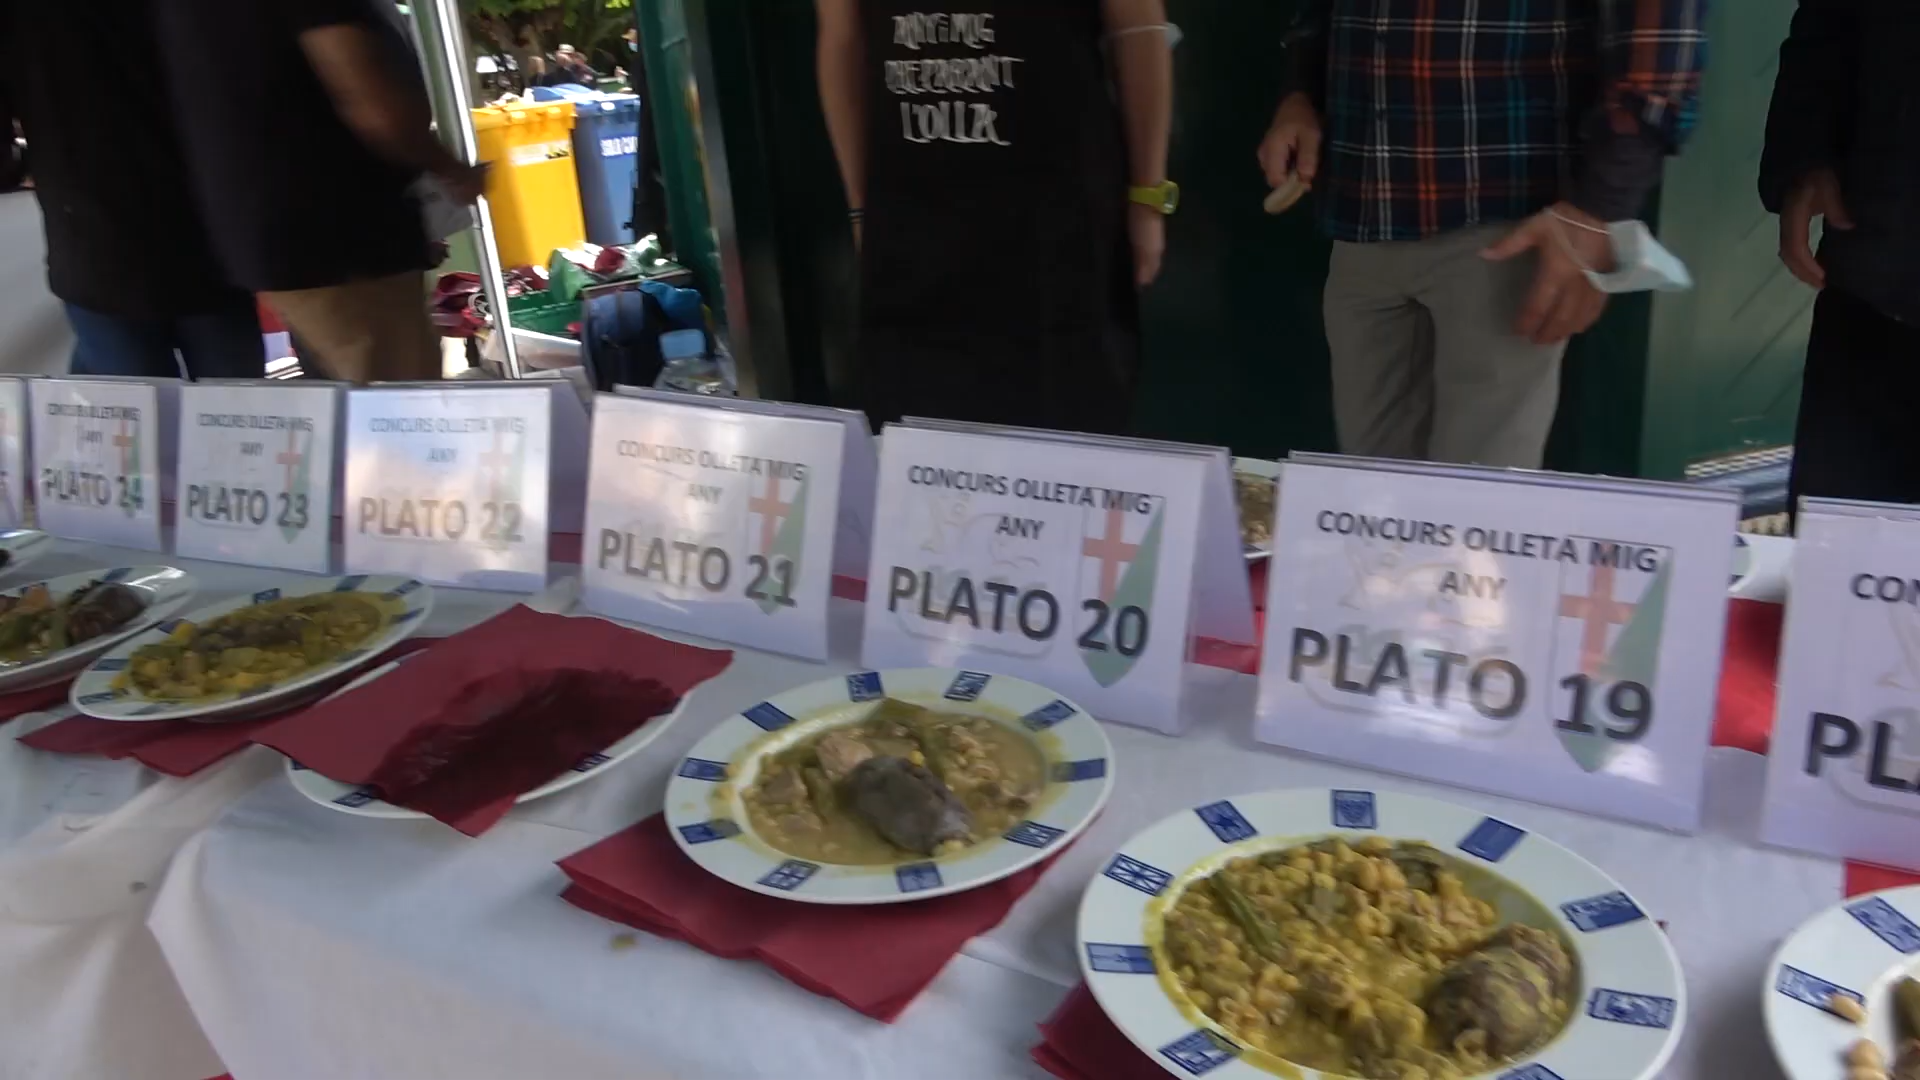 ANY i MIG
PREPARANT
L'OLLA
CONCURS OLLETA MIG
ANY
PLATO 24
CONCURS OLLETA MIG
ANY
PLATO 23
CONCURS OLLETA MIG
ANY
PLATO 22
CONCURS OLLETA MIG
ANY
PLATO 21
CONCURS OLLETA MIG
ANY
PLATO 20
CONCURS OLLETA MIG
ANY
PLATO 19